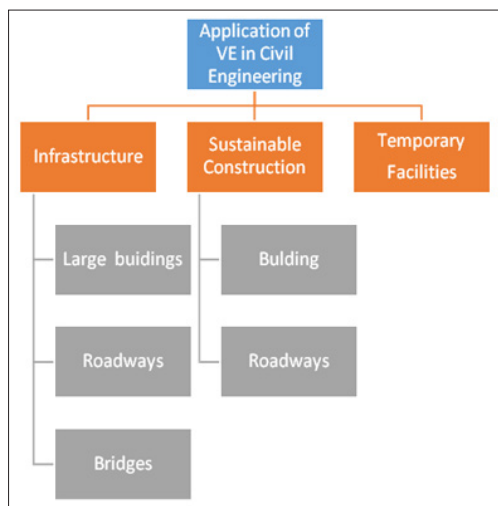 Application of
VE in Civil
Engineering
Infrastructure
Sustainable
Construction
Temporary
Facilities
Large buidings
Bulding
Roadways
Roadways
Bridges